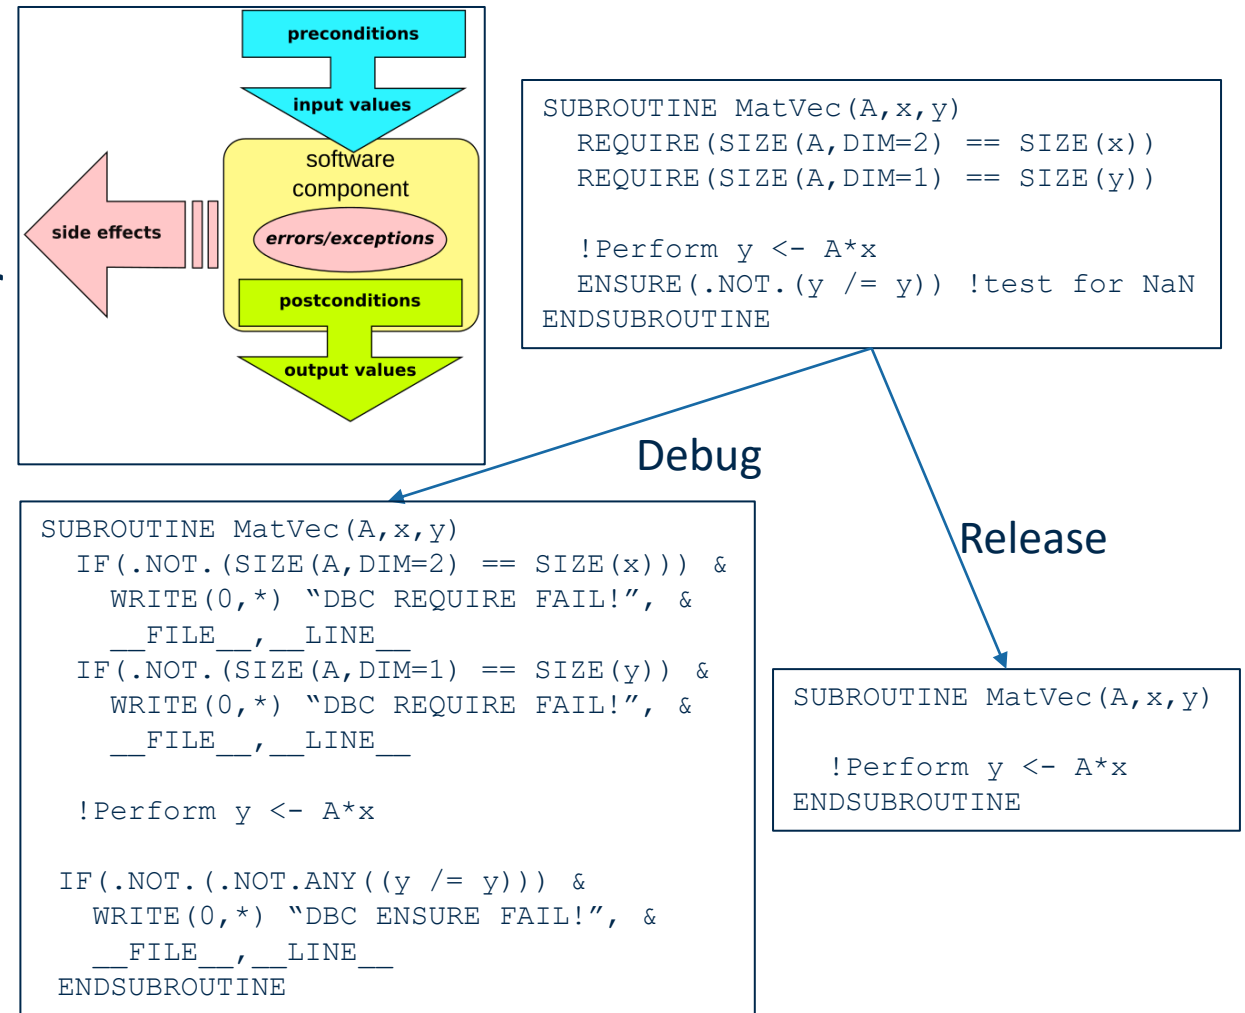 preconditions
input values
software
component
side effects
errors/exceptions
postconditions
output values
SUBROUTINE MatVec(A,x,y)
REQUIRE(SIZE(A,DIM=2) == SIZE(x))
REQUIRE(SIZE(A,DIM=1) == SIZE(y))
!Perform y <- A*x
ENSURE(.NOT.(y /= y)) !test for NaN
ENDSUBROUTINE
Debug
Release
SUBROUTINE MatVec(A,x,y)
IF(.NOT.(SIZE(A,DIM=2) == SIZE(x))) &
WRITE(0,*) “DBC REQUIRE FAIL!”, &
__FILE__,__LINE__
IF(.NOT.(SIZE(A,DIM=1) == SIZE(y)) &
WRITE(0,*) “DBC REQUIRE FAIL!”, &
__FILE__,__LINE__
!Perform y <- A*x
IF(.NOT.(.NOT.ANY((y /= y))) &
WRITE(0,*) “DBC ENSURE FAIL!”, &
__FILE__,__LINE__
ENDSUBROUTINE
SUBROUTINE MatVec(A,x,y)
!Perform y <- A*x
ENDSUBROUTINE